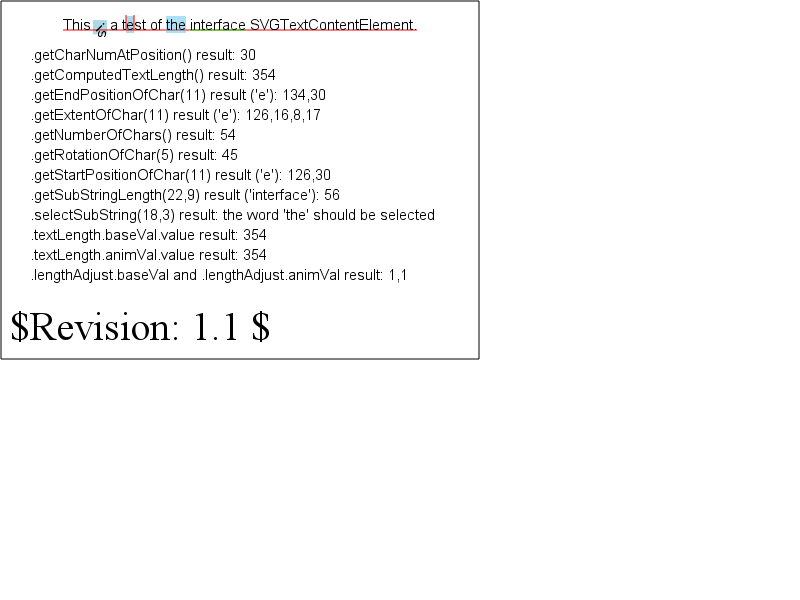 This is a test of the interface SVGTextContentElement.
.getCharNumAtPosition() result: 30
.getComputedTextLength() result: 354
.getEndPositionOfChar(11) result ('e'): 134,30
.getExtentOfChar(11) result ('e'): 126,16,8,17
.getNumberOfChars() result: 54
.getRotationOfChar(5) result: 45
.getStartPositionOfChar(11) result ('e'): 126,30
.getSubStringLength(22,9) result ('interface'): 56
.selectSubString(18,3) result: the word 'the' should be selected
.textLength.baseVal.value result: 354
.textLength.animVal.value result: 354
.lengthAdjust.baseVal and .lengthAdjust.animVal result: 1,1
$Revision: 1.1 $